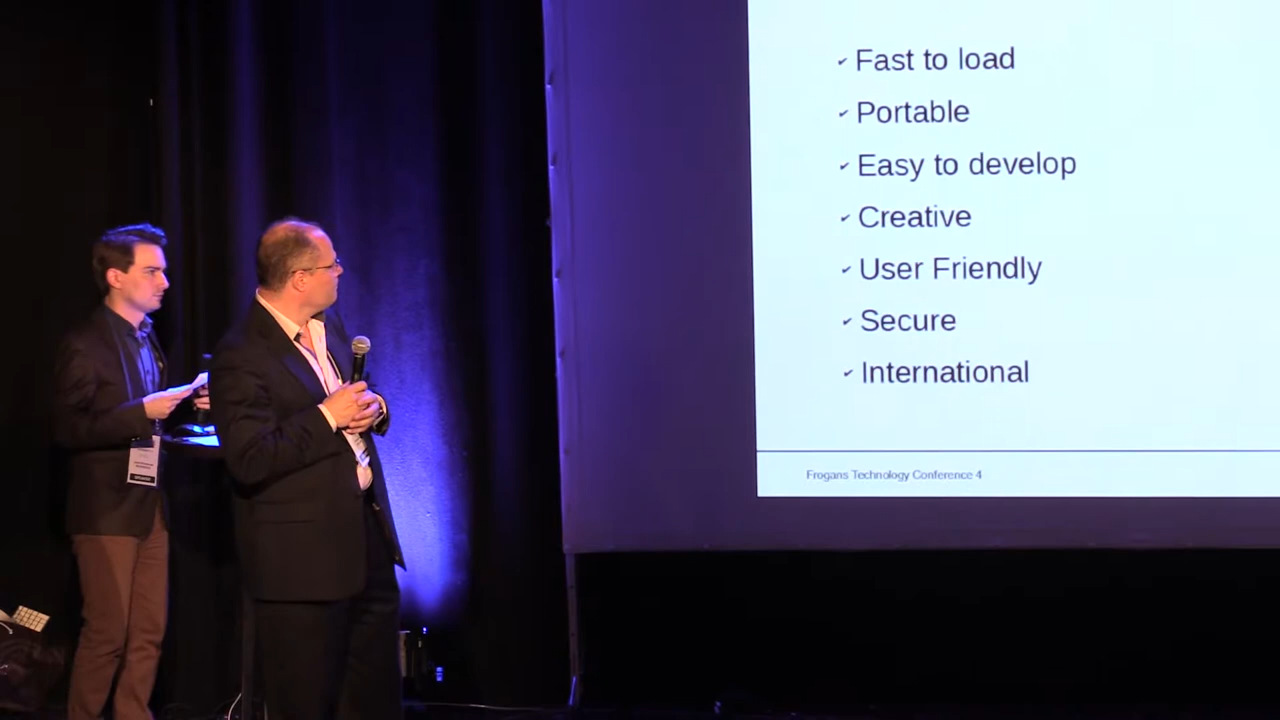 ✔ Fast to load
✔ Portable
✔ Easy to develop
✔ Creative
✔ User Friendly
✔ Secure
✔ International
Frogans Technology Conference 4